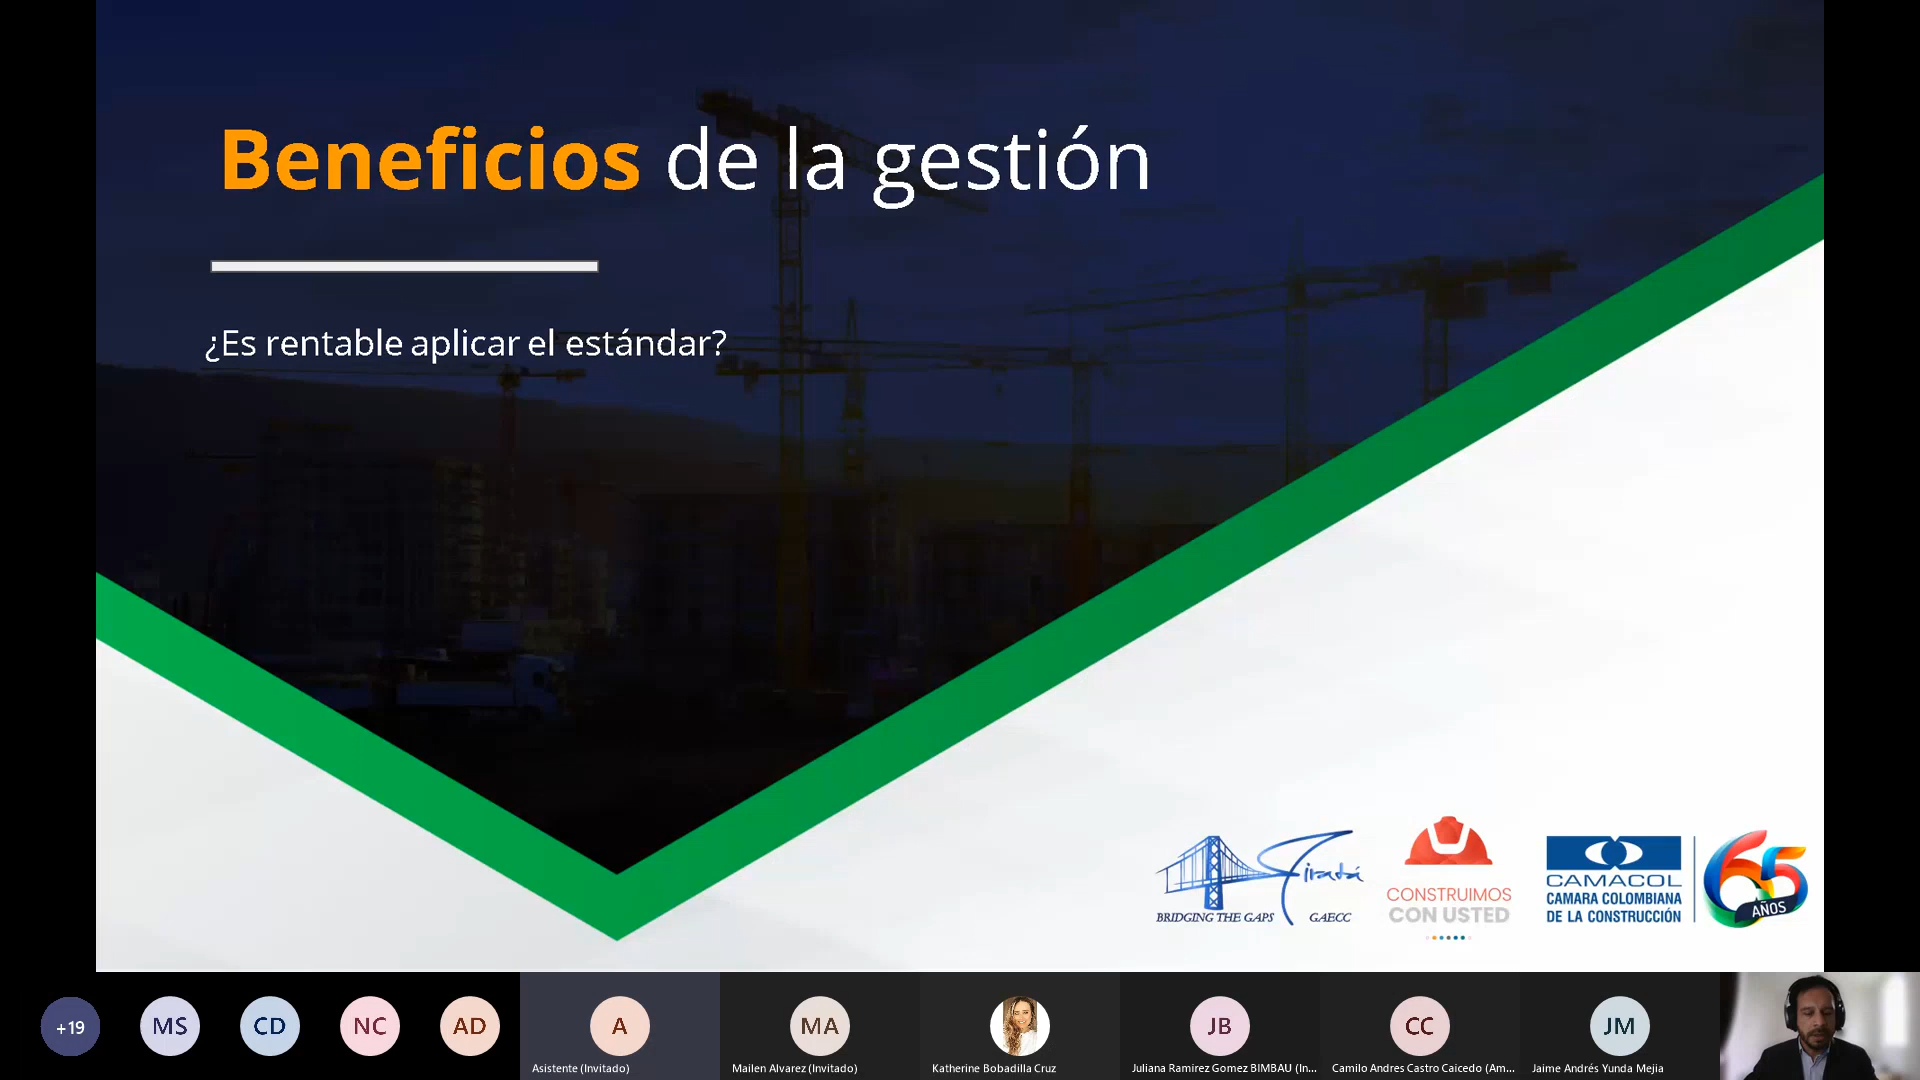 Beneficios de la gestión
¿Es rentable aplicar el estándar?
BRIDGING THE GAPS GAECC
CONSTRUIMOS
CON USTED
CAMACOL
CAMARA COLOMBIANA
DE LA CONSTRUCCIÓN
65
AÑOS
+19
MS
CD
NC
AD
A
Asistente (Invitado)
MA
Mailen Alvarez (Invitado)
Katherine Bobadilla Cruz
JB
Juliana Ramirez Gomez BIMBAU (In...
CC
Camilo Andres Castro Caicedo (Am...
JM
Jaime Andrés Yunda Mejia